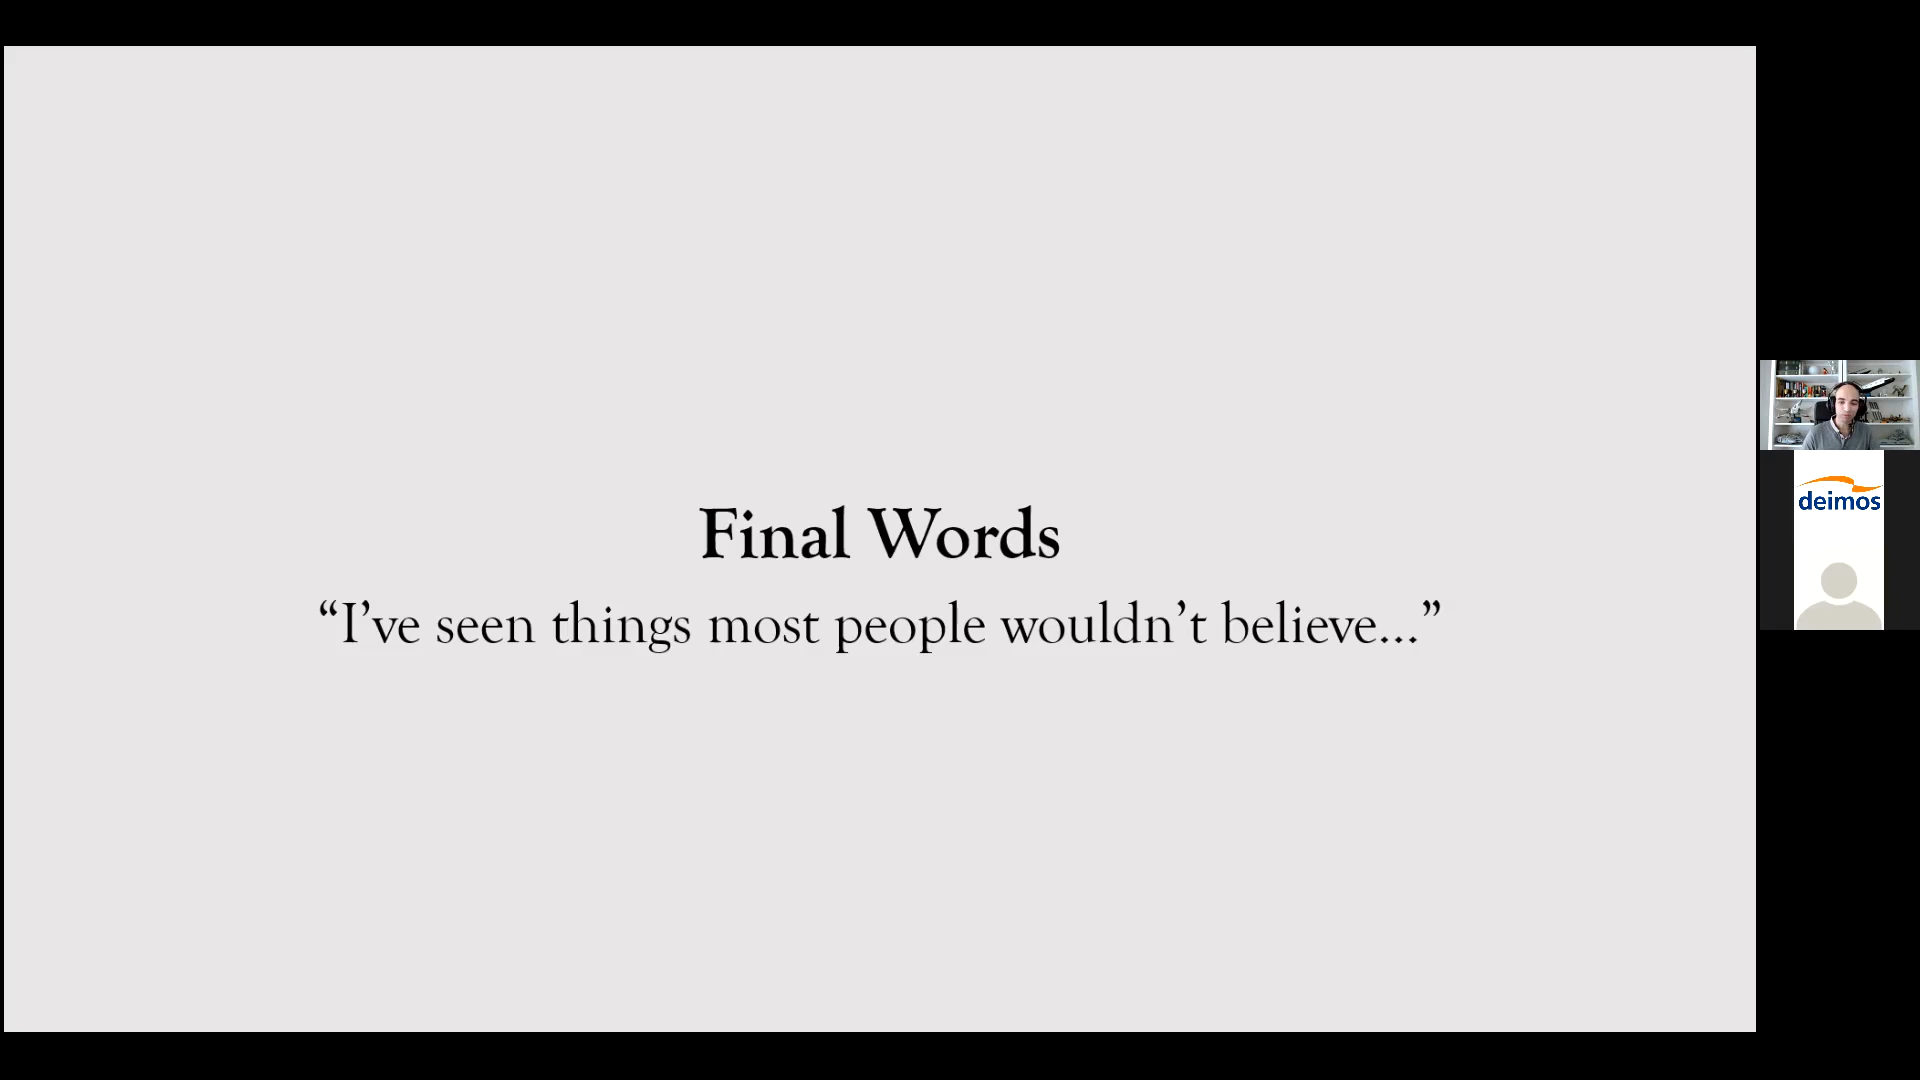 Final Words
“I’ve seen things most people wouldn’t believe...”
deimos